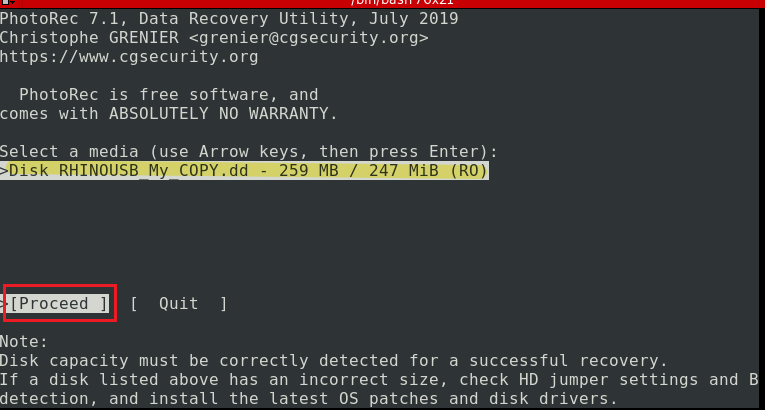 /bin/bash 70x21
PhotoRec 7.1, Data Recovery Utility, July 2019
Christophe GRENIER <grenier@cgsecurity.org>
https://www.cgsecurity.org

  PhotoRec is free software, and
comes with ABSOLUTELY NO WARRANTY.

Select a media (use Arrow keys, then press Enter):
>Disk RHINOUSB_My_COPY.dd - 259 MB / 247 MiB (RO)

>[Proceed ]  [  Quit  ]

Note:
Disk capacity must be correctly detected for a successful recovery.
If a disk listed above has an incorrect size, check HD jumper settings and B
detection, and install the latest OS patches and disk drivers.